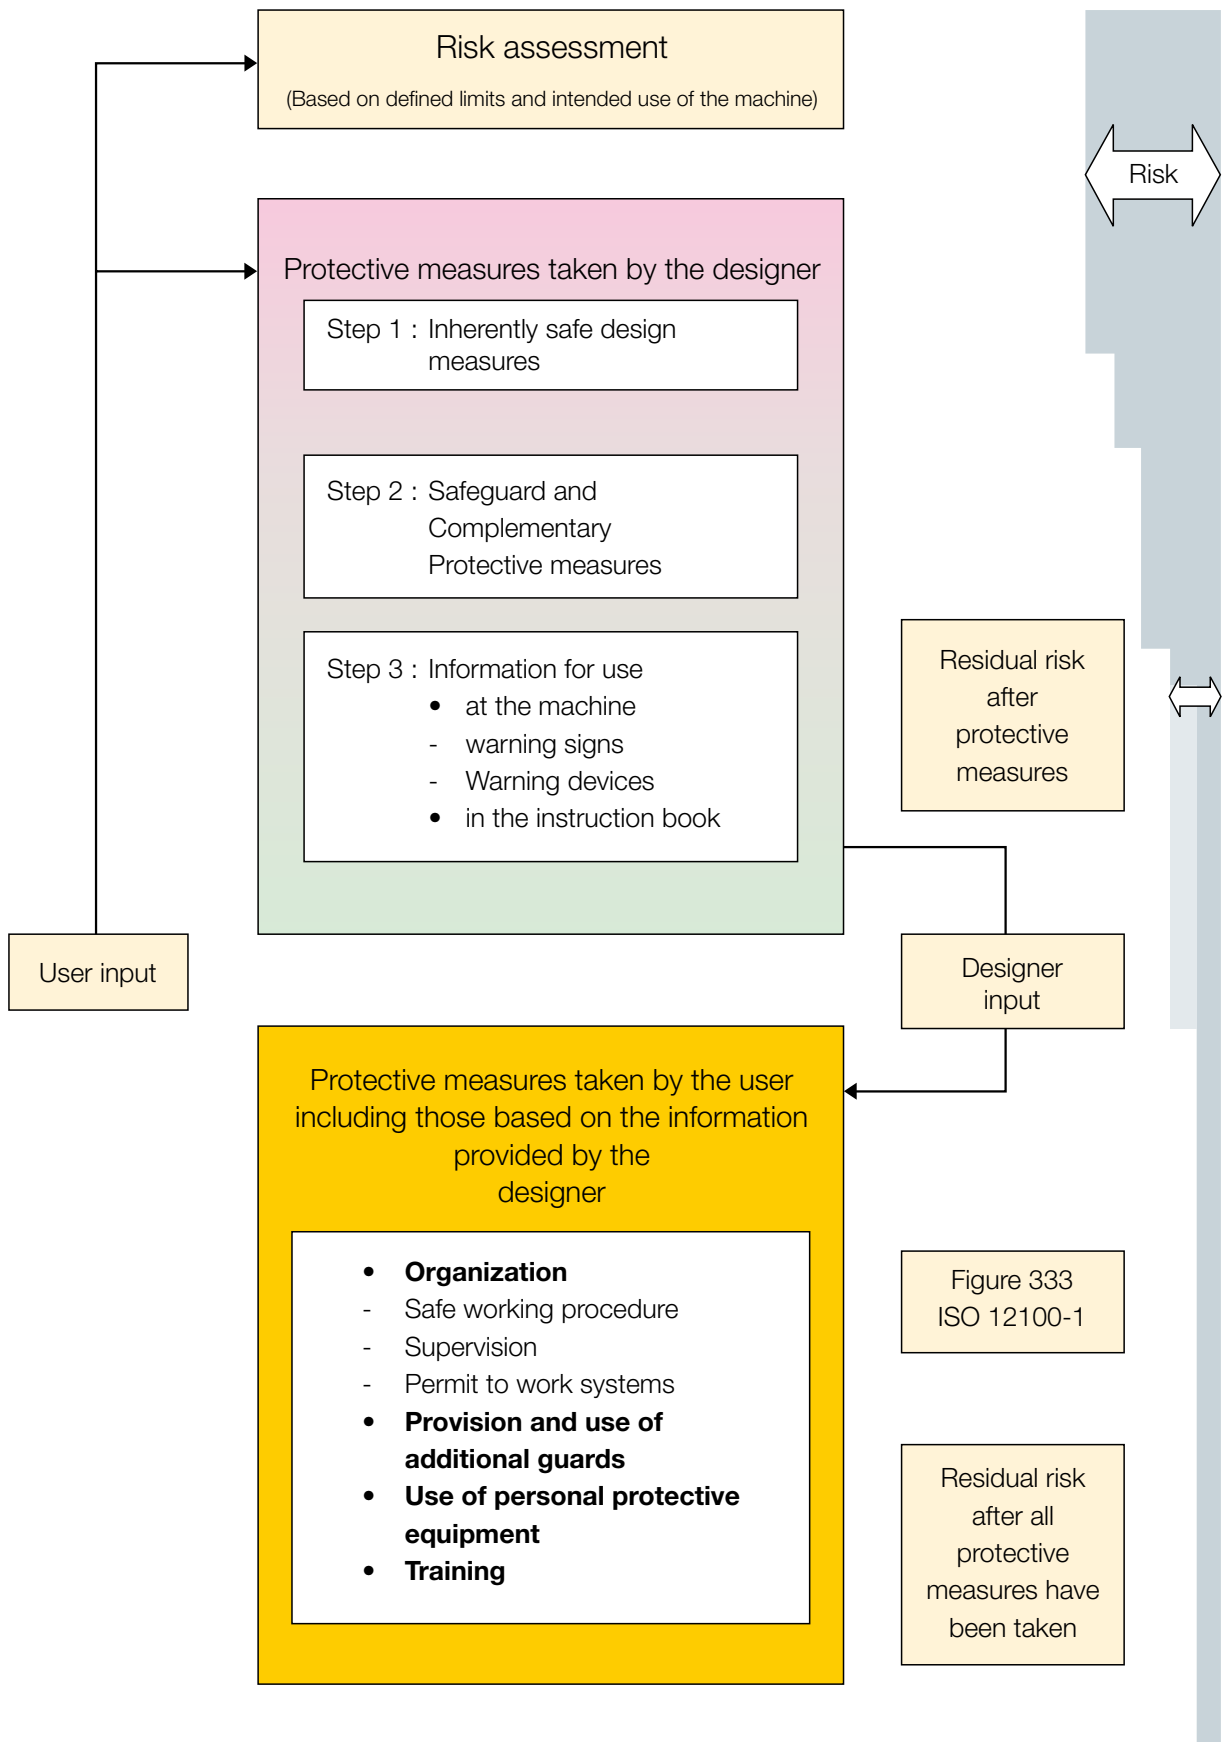 Risk assessment
(Based on defined limits and intended use of the machine)
Risk
Protective measures taken by the designer
Step 1 : Inherently safe design
measures
Step 2 : Safeguard and
Complementary
Protective measures
Step 3 : Information for use
• at the machine
- warning signs
- Warning devices
• in the instruction book
Residual risk
after
protective
measures
User input
Designer
input
Protective measures taken by the user
including those based on the information
provided by the
designer
• Organization
- Safe working procedure
- Supervision
- Permit to work systems
• Provision and use of
additional guards
• Use of personal protective
equipment
• Training
Figure 333
ISO 12100-1
Residual risk
after all
protective
measures have
been taken